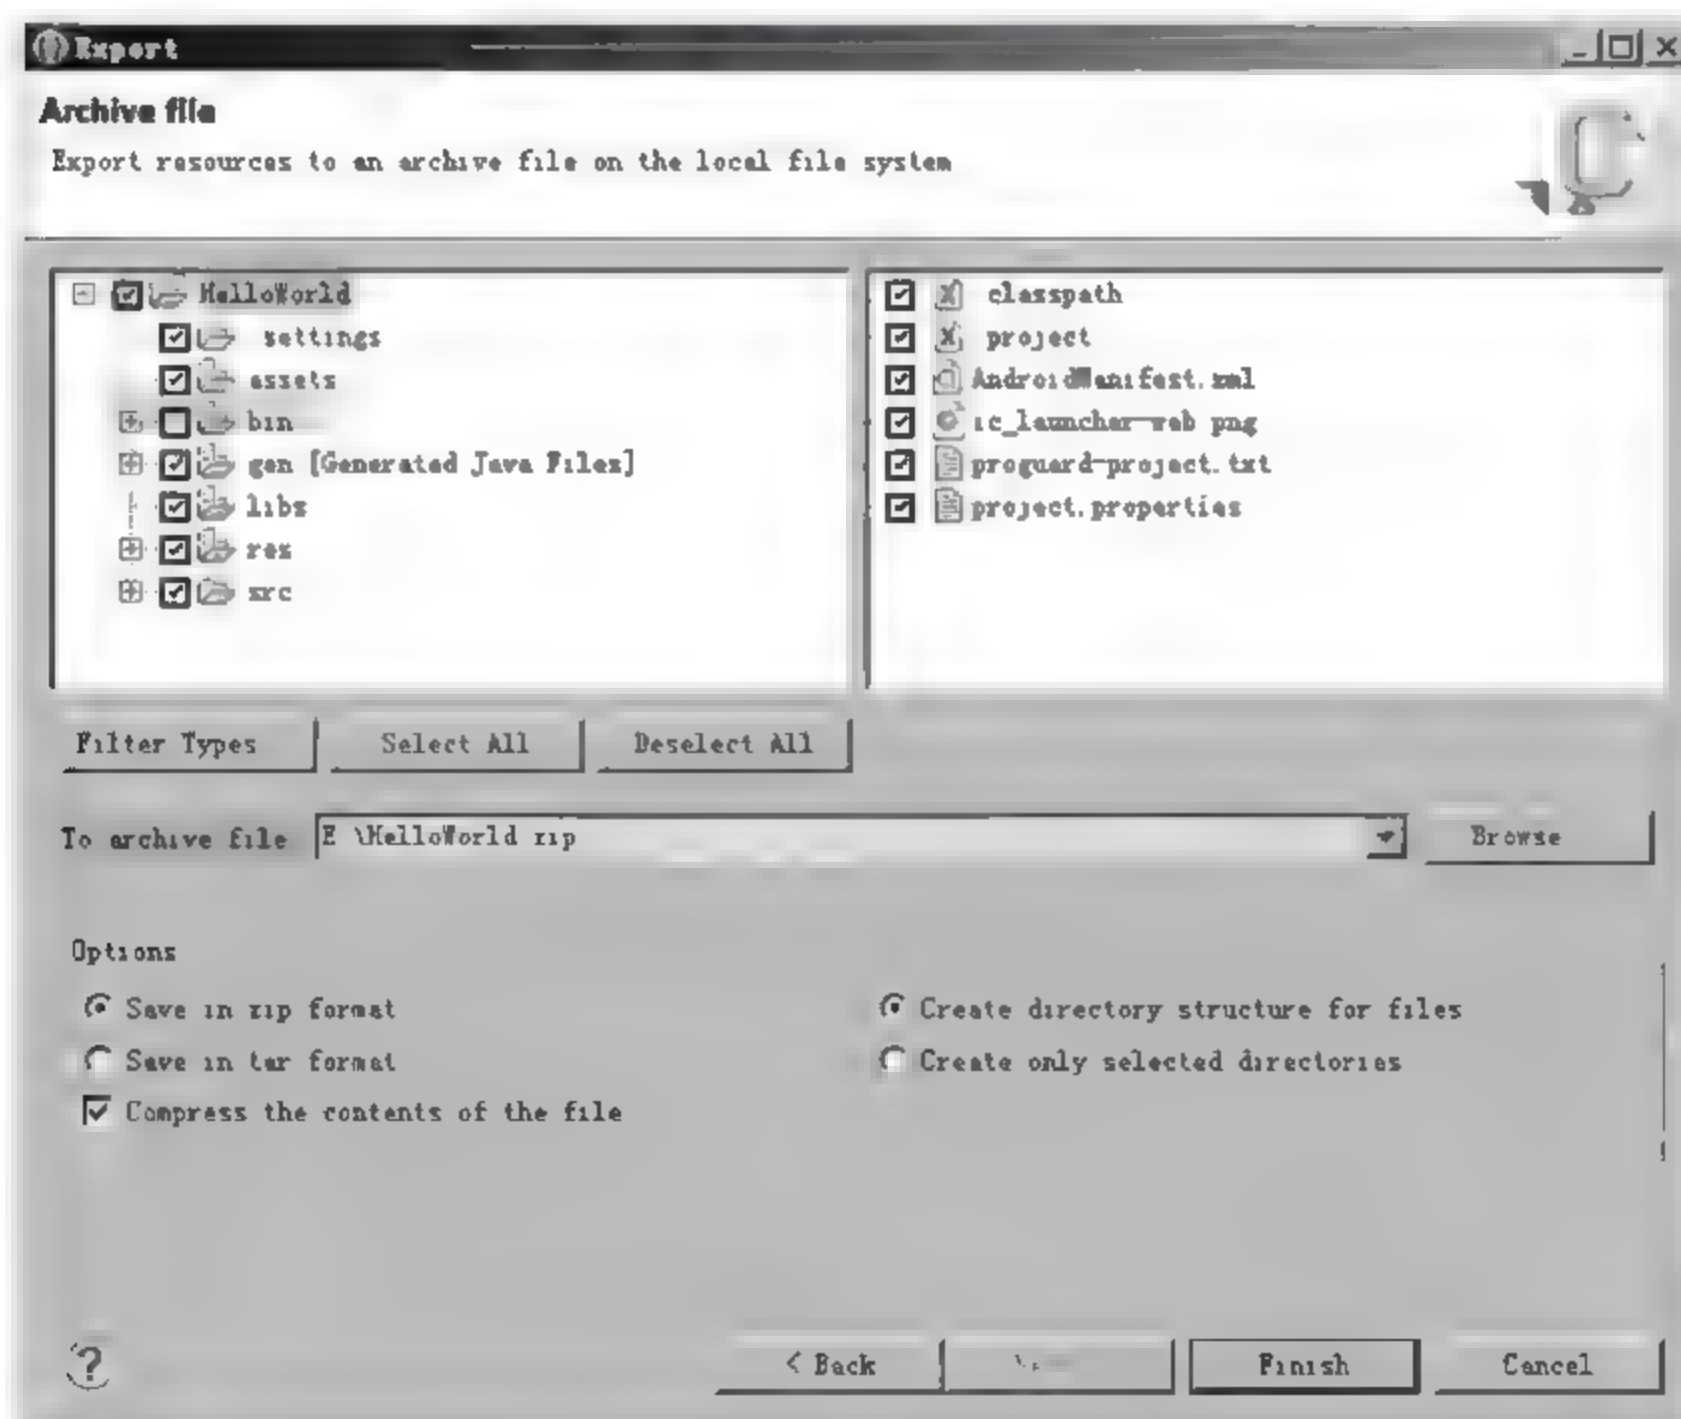 Export
Archive file
Export resources to an archive file on the local file system
HelloWorld
settings
assets
bin
gen [Generated Java Files]
libs
res
src
classpath
project
AndroidManifest.xml
ic_launcher-web png
proguard-project.txt
project.properties
Filter Types
Select All
Deselect All
To archive file
E \HelloWorld zip
Browse
Options
Save in zip format
Create directory structure for files
Save in tar format
Create only selected directories
Compress the contents of the file
?
< Back
Finish
Cancel